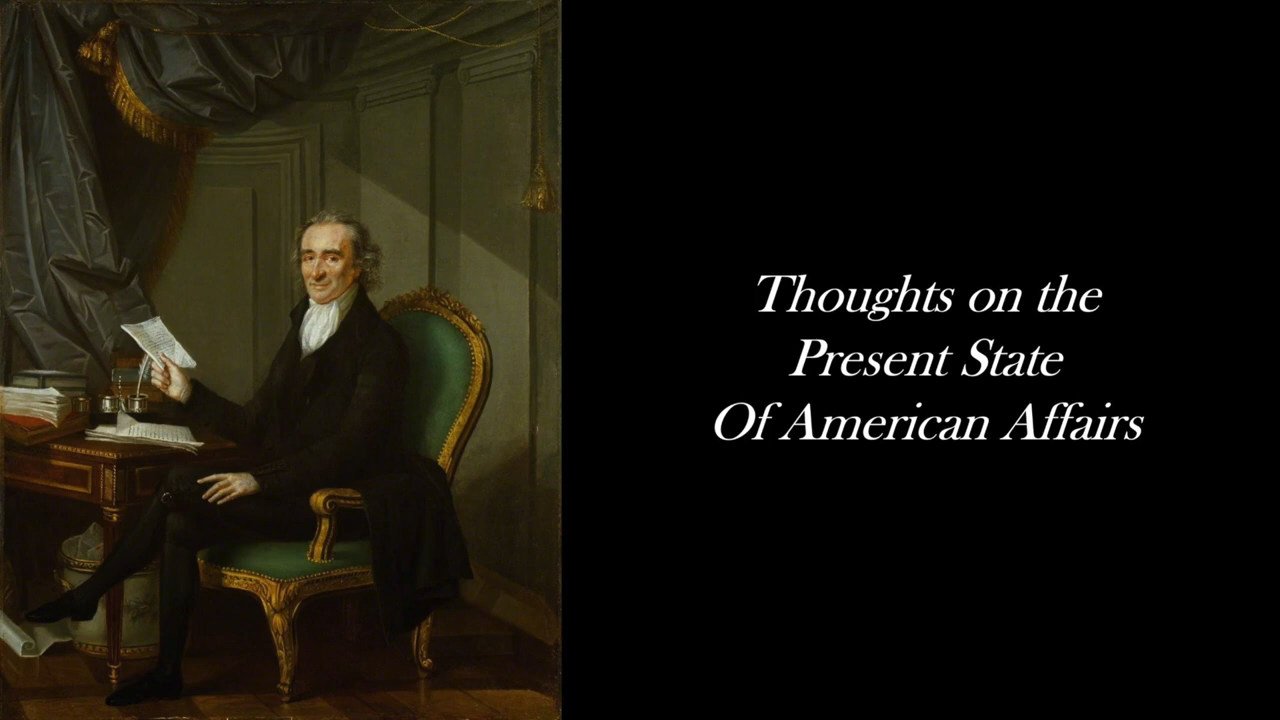 Thoughts on the
Present State
Of American Affairs